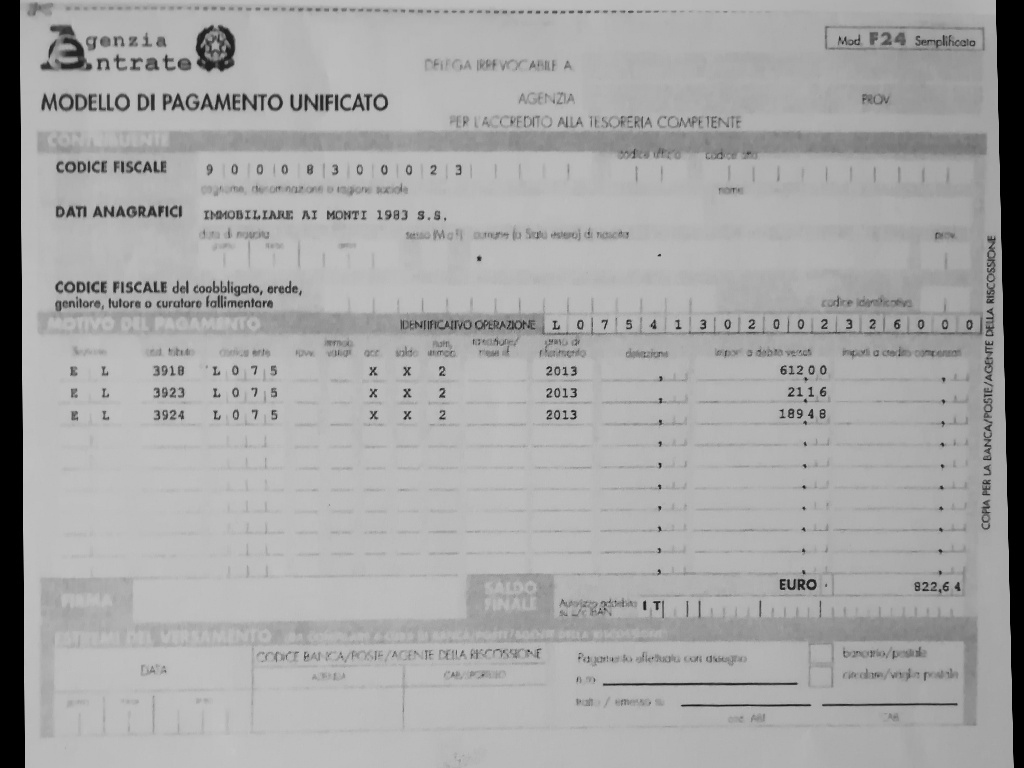 Agenzia
Entrate
Mod. F24 Semplificato
DELEGA IRREVOCABILE A
MODELLO DI PAGAMENTO UNIFICATO
AGENZIA PROV.
PER L'ACCREDITO ALLA TESORERIA COMPETENTE
CONTRIBUENTE
codice ufficio codice atto
CODICE FISCALE 9 0 0 0 8 3 0 0 0 2 3
cognome, denominazione o ragione sociale nome
DATI ANAGRAFICI IMMOBILIARE AI MONTI 1983 S.S.
data di nascita sesso (M o F) comune (o Stato estero) di nascita prov.
giorno mese anno
CODICE FISCALE del coobbligato, erede,
genitore, tutore o curatore fallimentare codice identificativo
MOTIVO DEL PAGAMENTO IDENTIFICATIVO OPERAZIONE L 0 7 5 4 1 3 0 2 0 0 2 3 2 6 0 0 0
Sezione cod. tributo codice ente ravv. immob. variati acc. saldo num. immob. rateazione/mese rif. anno di riferimento detrazione importi a debito versati importi a credito compensati
E L 3918 L 0 7 5 X X 2 2013 612,00
E L 3923 L 0 7 5 X X 2 2013 21,16
E L 3924 L 0 7 5 X X 2 2013 189,48
FIRMA SALDO FINALE EURO 822,64
Autorizzo addebito su c/c IBAN I T
ESTREMI DEL VERSAMENTO (DA COMPILARE A CURA DI BANCA/POSTE/AGENTE DELLA RISCOSSIONE)
DATA CODICE BANCA/POSTE/AGENTE DELLA RISCOSSIONE
AZIENDA CAB/SPORTELLO
giorno mese anno
Pagamento effettuato con assegno bancario/postale
n.ro circolare/vaglia postale
tratto / emesso su
cod. ABI CAB
COPIA PER LA BANCA/POSTE/AGENTE DELLA RISCOSSIONE